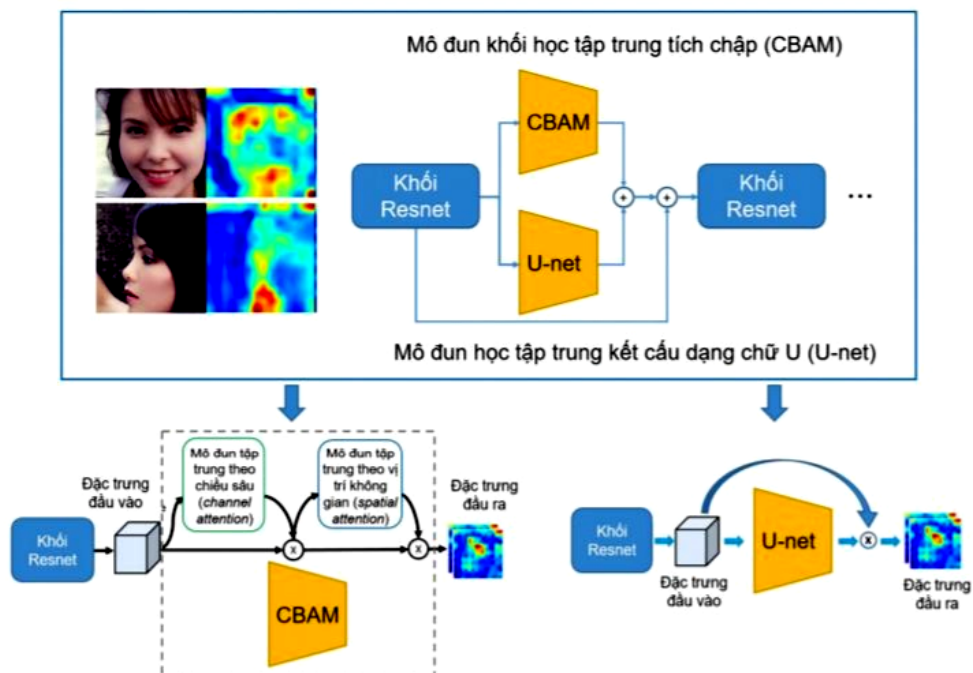 Mô đun khối học tập trung tích chập (CBAM)
CBAM
Khối
Resnet
+
+
Khối
Resnet
...
U-net
Mô đun học tập trung kết cấu dạng chữ U (U-net)
Đặc trưng
đầu vào
Khối
Resnet
Mô đun tập
trung theo
chiều sâu
(channel
attention)
Mô đun tập
trung theo vị
trí không
gian (spatial
attention)
x
x
Đặc trưng
đầu ra
CBAM
Khối
Resnet
Đặc trưng
đầu vào
U-net
x
Đặc trưng
đầu ra